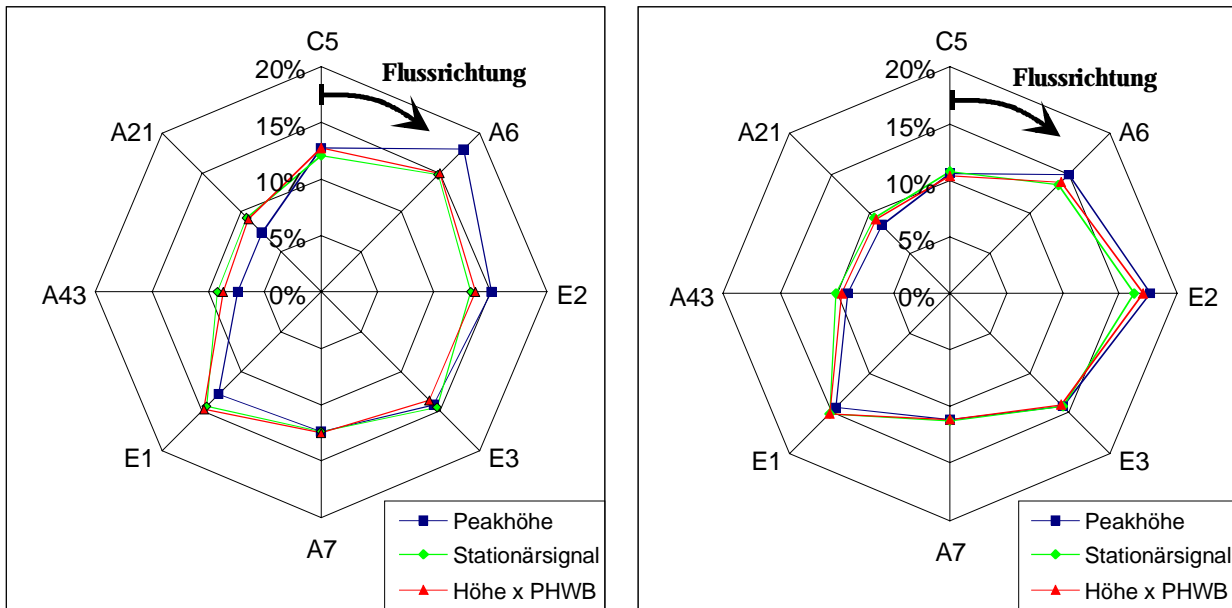 C5
20%
Flussrichtung
15%
A21
A6
10%
5%
A43
0%
E2
E1
E3
A7
Peakhöhe
Stationärsignal
Höhe x PHWB
C5
20%
Flussrichtung
15%
A21
A6
10%
5%
A43
0%
E2
E1
E3
A7
Peakhöhe
Stationärsignal
Höhe x PHWB